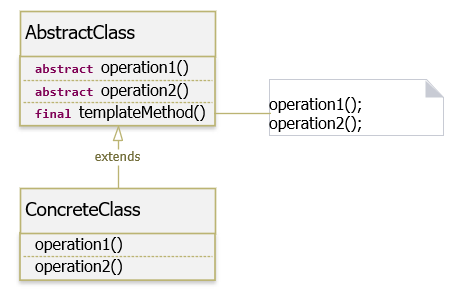 AbstractClass
abstract operation1()
abstract operation2()
final templateMethod()
operation1();
operation2();
extends
ConcreteClass
operation1()
operation2()